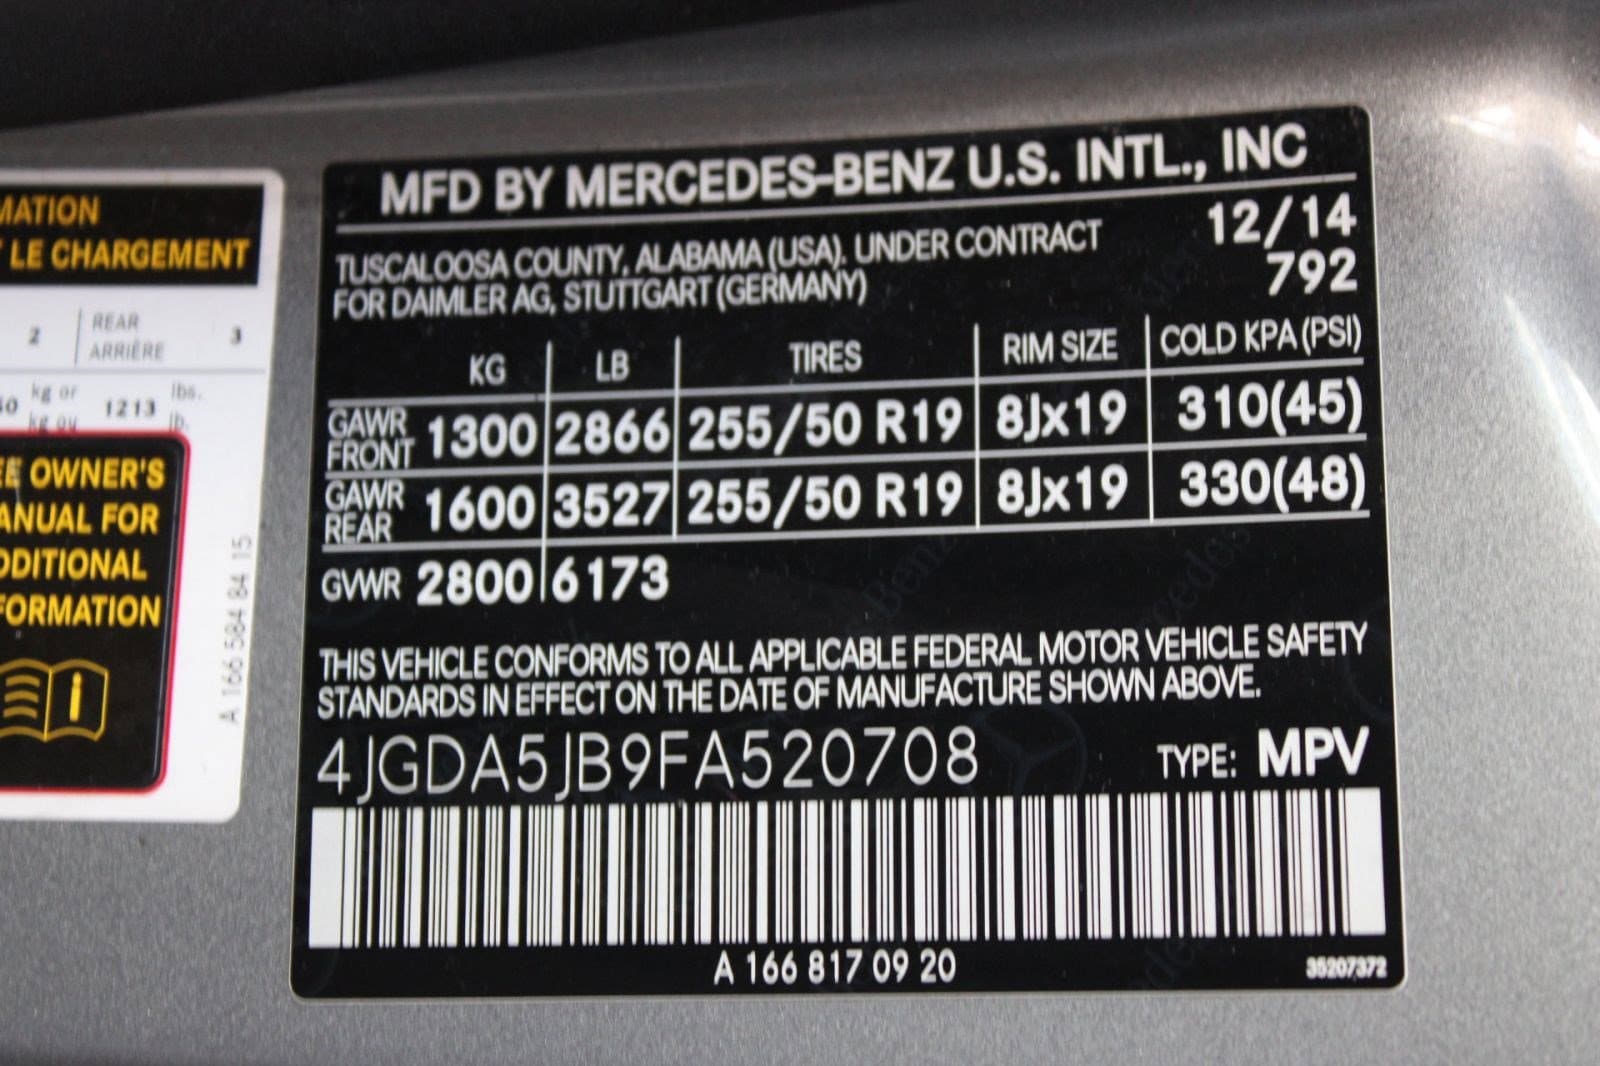 MATION
LE CHARGEMENT
2 REAR 3
ARRIÈRE
kg or 1213 lbs.
kg ou lb.
EE OWNER'S
ANUAL FOR
DDITIONAL
FORMATION
A 166 584 84 15
MFD BY MERCEDES-BENZ U.S. INTL., INC
TUSCALOOSA COUNTY, ALABAMA (USA). UNDER CONTRACT 12/14
FOR DAIMLER AG, STUTTGART (GERMANY) 792
KG LB TIRES RIM SIZE COLD KPA (PSI)
GAWR FRONT 1300 2866 255/50 R19 8Jx19 310(45)
GAWR REAR 1600 3527 255/50 R19 8Jx19 330(48)
GVWR 2800 6173
THIS VEHICLE CONFORMS TO ALL APPLICABLE FEDERAL MOTOR VEHICLE SAFETY
STANDARDS IN EFFECT ON THE DATE OF MANUFACTURE SHOWN ABOVE.
4JGDA5JB9FA520708 TYPE: MPV
A 166 817 09 20
35207372